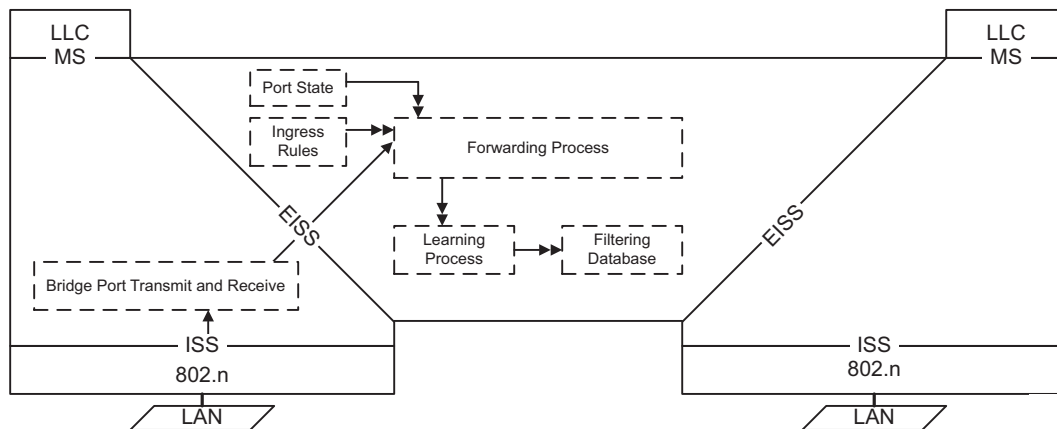 LLC
MS
LLC
MS
Port State
Ingress
Rules
Forwarding Process
EISS
EISS
Learning
Process
Filtering
Database
Bridge Port Transmit and Receive
ISS
802.n
LAN
ISS
802.n
LAN